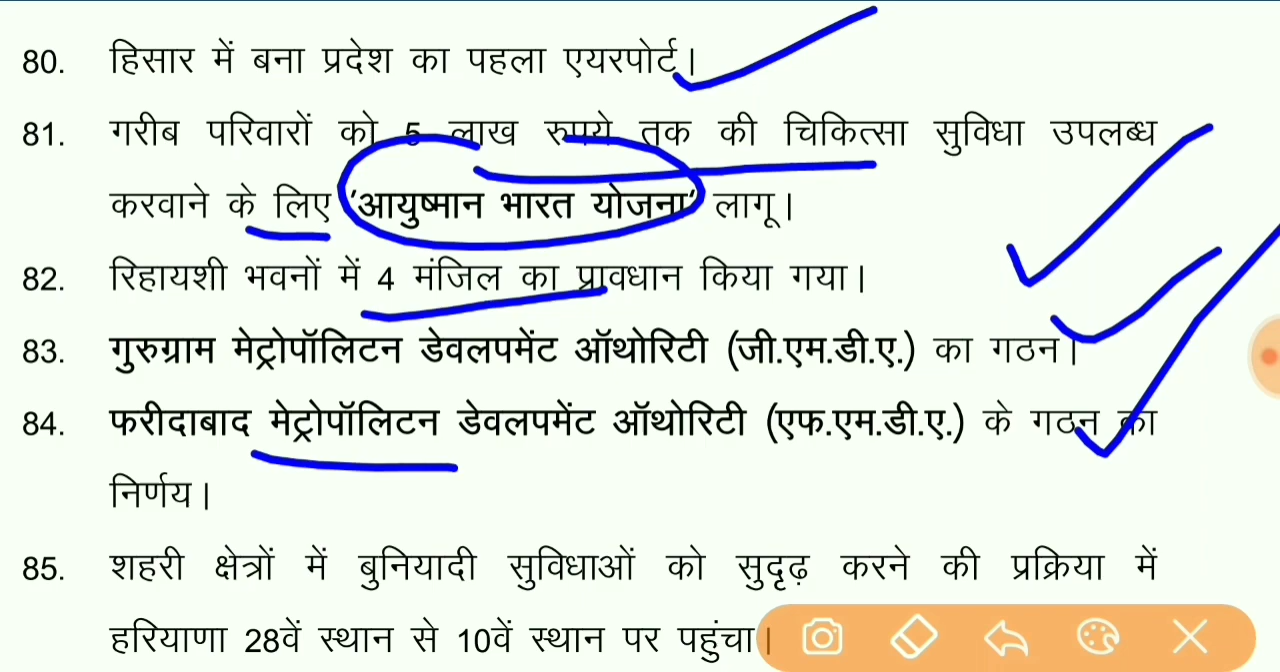 80. हिसार में बना प्रदेश का पहला एयरपोर्ट।
81. गरीब परिवारों को 5 लाख रुपये तक की चिकित्सा सुविधा उपलब्ध
करवाने के लिए 'आयुष्मान भारत योजना' लागू।
82. रिहायशी भवनों में 4 मंजिल का प्रावधान किया गया।
83. गुरुग्राम मेट्रोपॉलिटन डेवलपमेंट ऑथोरिटी (जी.एम.डी.ए.) का गठन।
84. फरीदाबाद मेट्रोपॉलिटन डेवलपमेंट ऑथोरिटी (एफ.एम.डी.ए.) के गठन का
निर्णय।
85. शहरी क्षेत्रों में बुनियादी सुविधाओं को सुदृढ़ करने की प्रक्रिया में
हरियाणा 28वें स्थान से 10वें स्थान पर पहुंचा।